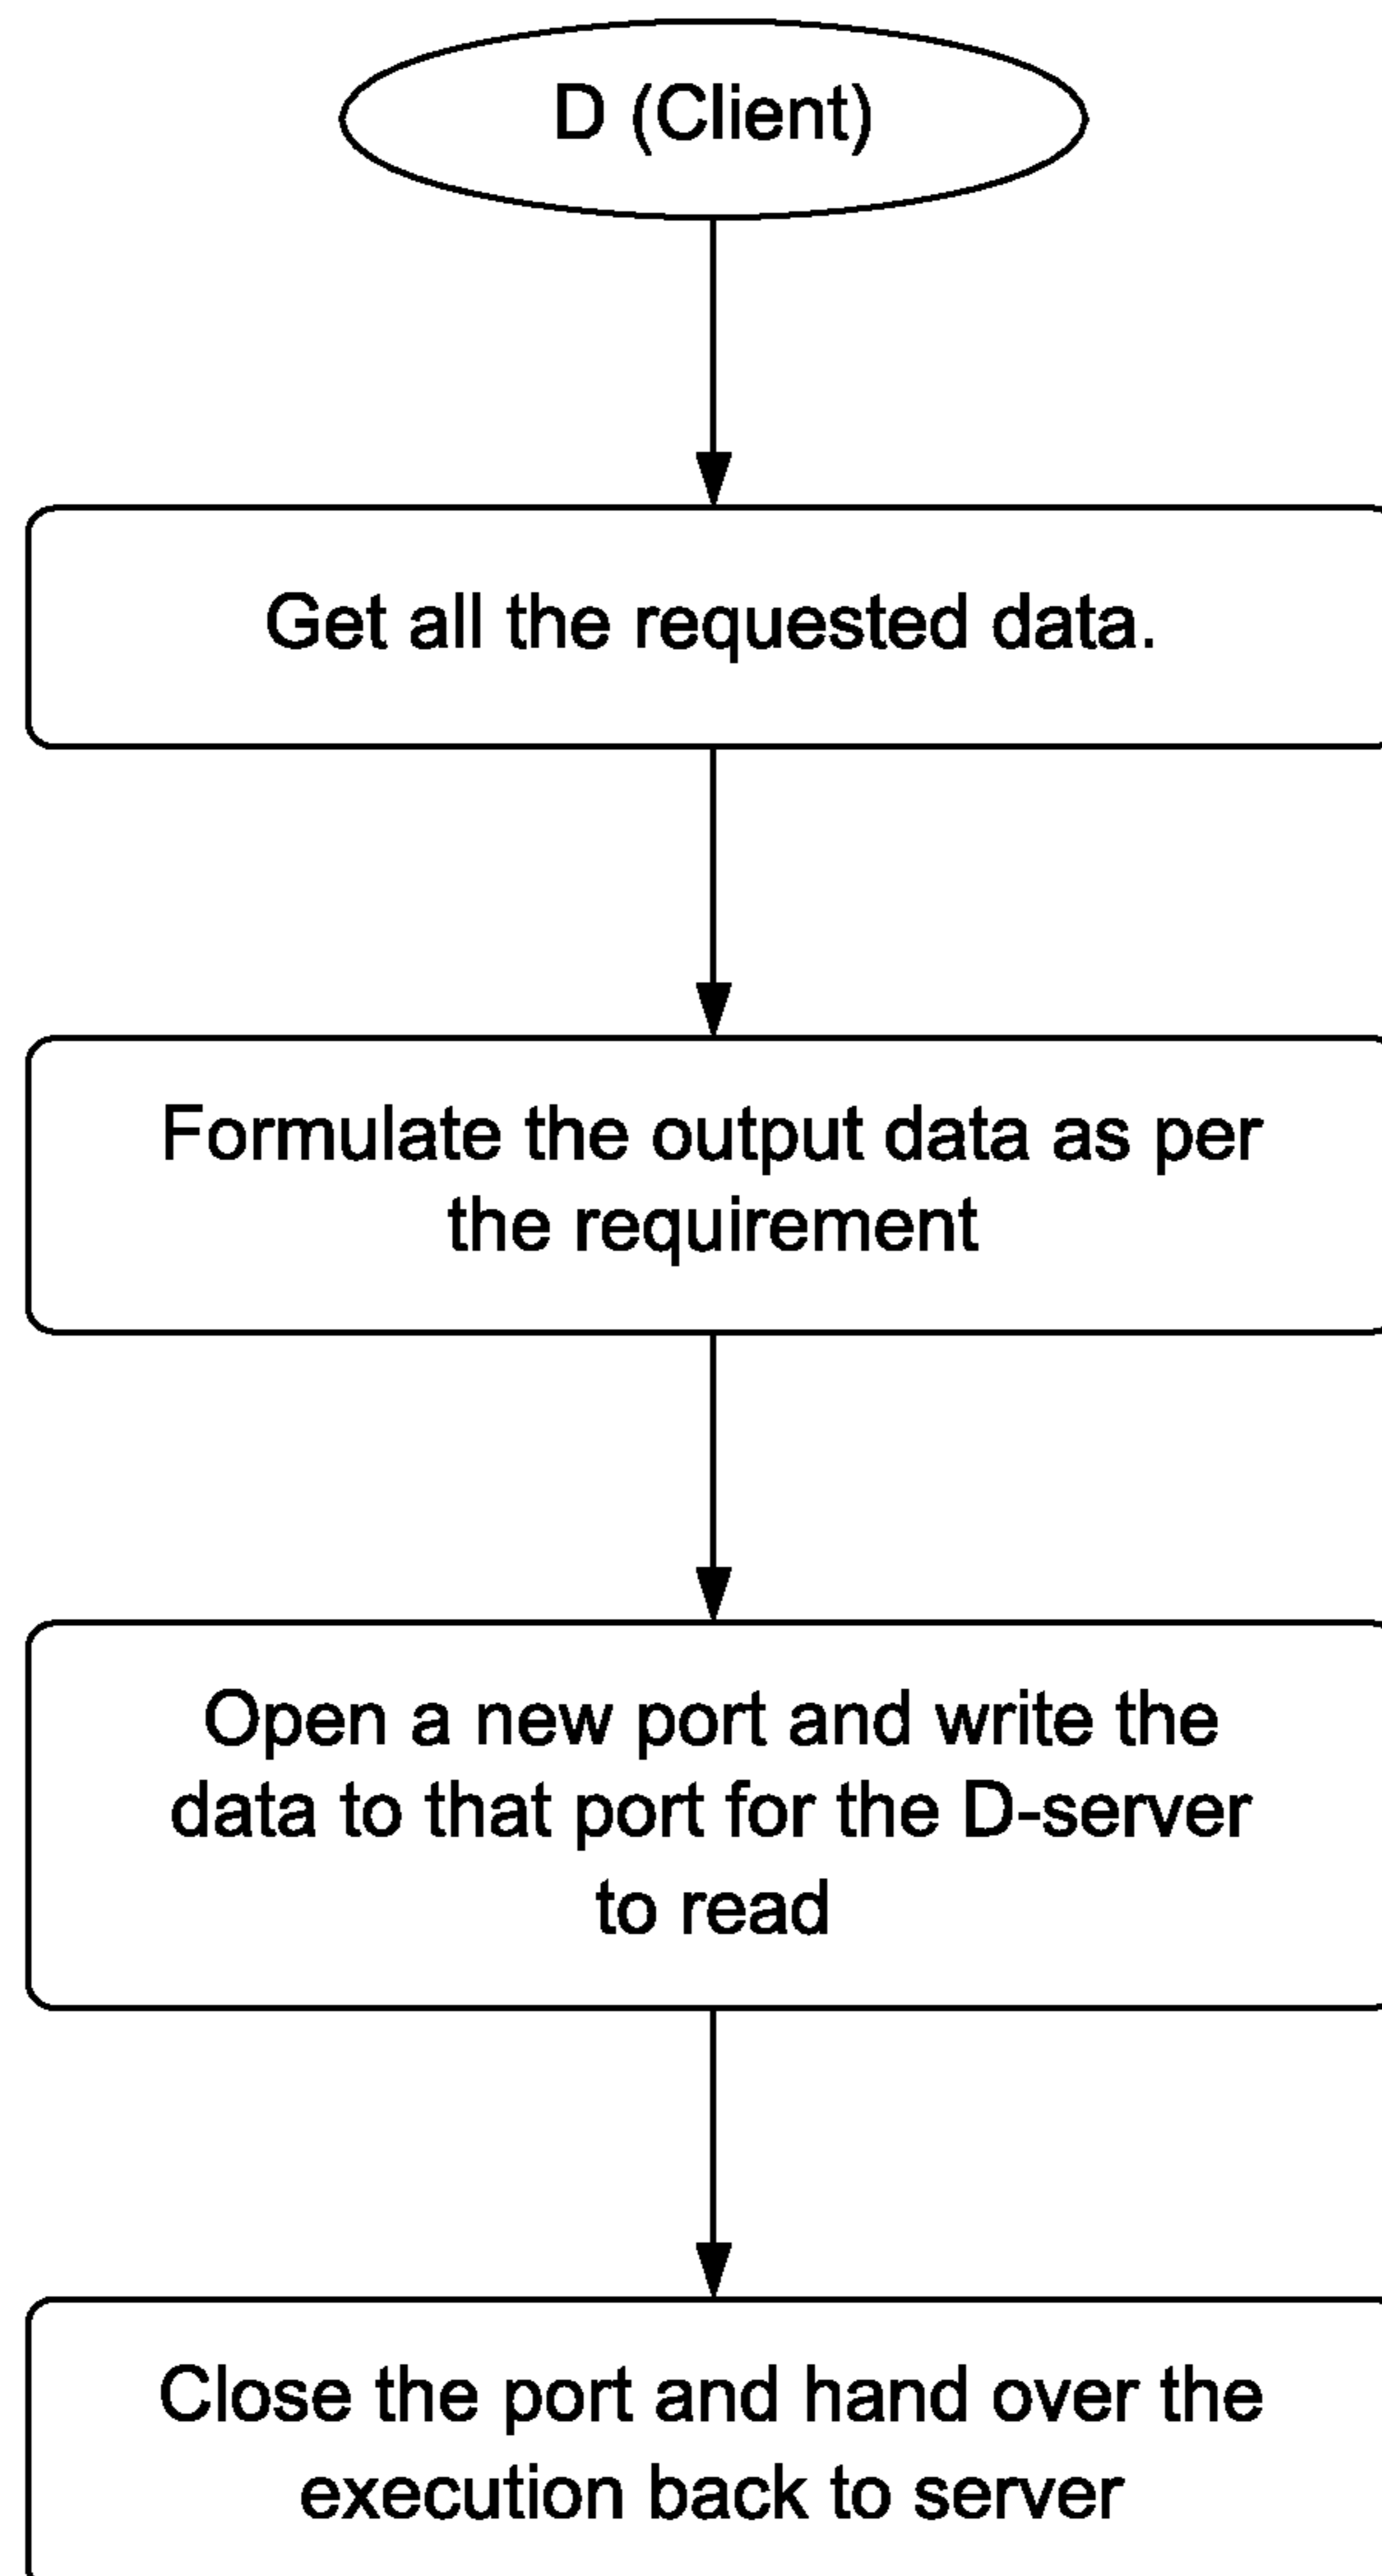 D (Client)
Get all the requested data.
Formulate the output data as per
the requirement
Open a new port and write the
data to that port for the D-server
to read
Close the port and hand over the
execution back to server